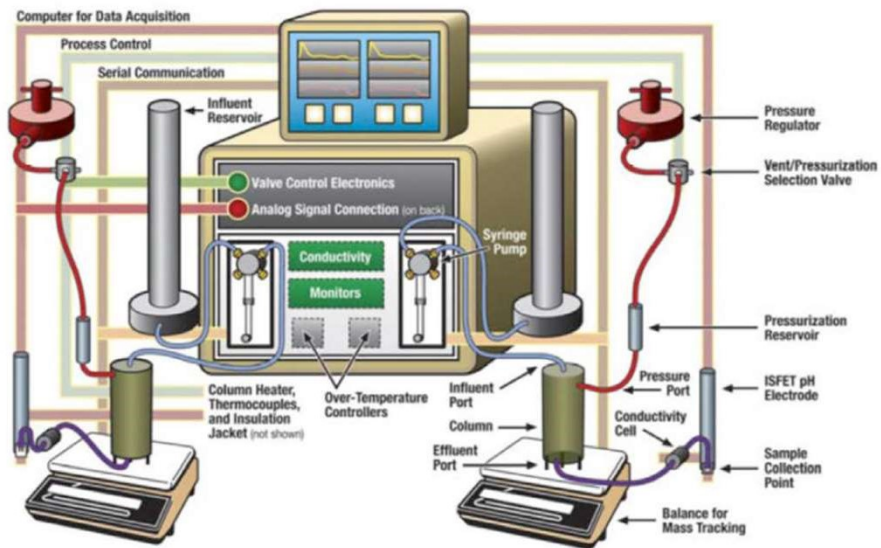 Computer for Data Acquisition
Process Control
Serial Communication
Influent
Reservoir
Pressure
Regulator
Vent/Pressurization
Selection Valve
Valve Control Electronics
Analog Signal Connection (on back)
Syringe
Pump
Conductivity
Monitors
Pressurization
Reservoir
Column Heater,
Thermocouples,
and Insulation
Jacket (not shown)
Over-Temperature
Controllers
Influent
Port
Pressure
Port
ISFET pH
Electrode
Column
Conductivity
Cell
Effluent
Port
Sample
Collection
Point
Balance for
Mass Tracking